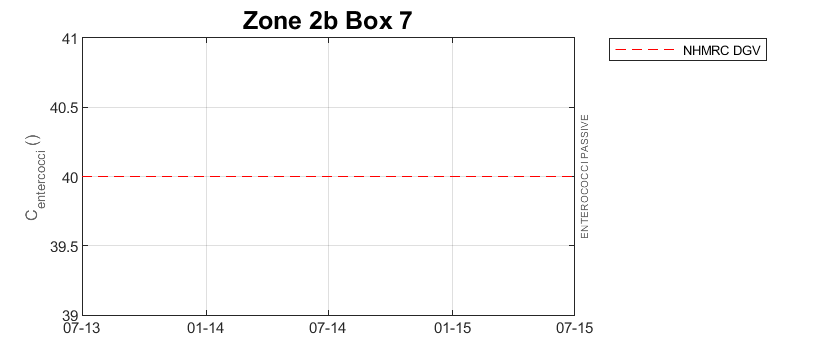 Zone 2b Box 7
41
40.5
40
39.5
39
07-13
01-14
07-14
01-15
07-15
C entercocci ()
ENTEROCOCCI PASSIVE
NHMRC DGV